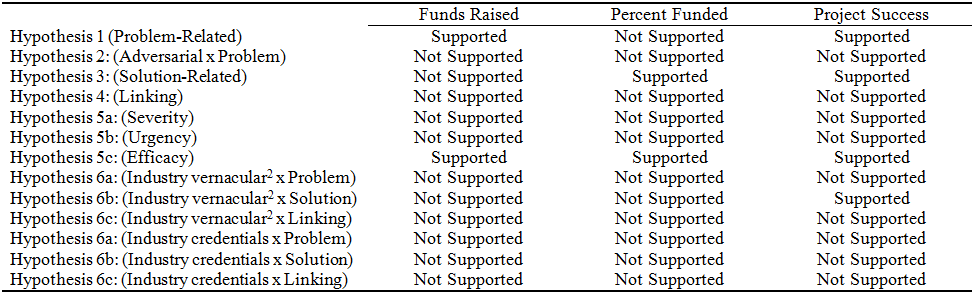 Funds Raised Percent Funded Project Success
Hypothesis 1 (Problem-Related) Supported Not Supported Supported
Hypothesis 2: (Adversarial x Problem) Not Supported Not Supported Not Supported
Hypothesis 3: (Solution-Related) Not Supported Supported Supported
Hypothesis 4: (Linking) Not Supported Not Supported Not Supported
Hypothesis 5a: (Severity) Not Supported Not Supported Not Supported
Hypothesis 5b: (Urgency) Not Supported Not Supported Not Supported
Hypothesis 5c: (Efficacy) Supported Supported Supported
Hypothesis 6a: (Industry vernacular² x Problem) Not Supported Not Supported Not Supported
Hypothesis 6b: (Industry vernacular² x Solution) Not Supported Not Supported Supported
Hypothesis 6c: (Industry vernacular² x Linking) Not Supported Not Supported Not Supported
Hypothesis 6a: (Industry credentials x Problem) Not Supported Not Supported Not Supported
Hypothesis 6b: (Industry credentials x Solution) Not Supported Not Supported Not Supported
Hypothesis 6c: (Industry credentials x Linking) Not Supported Not Supported Not Supported